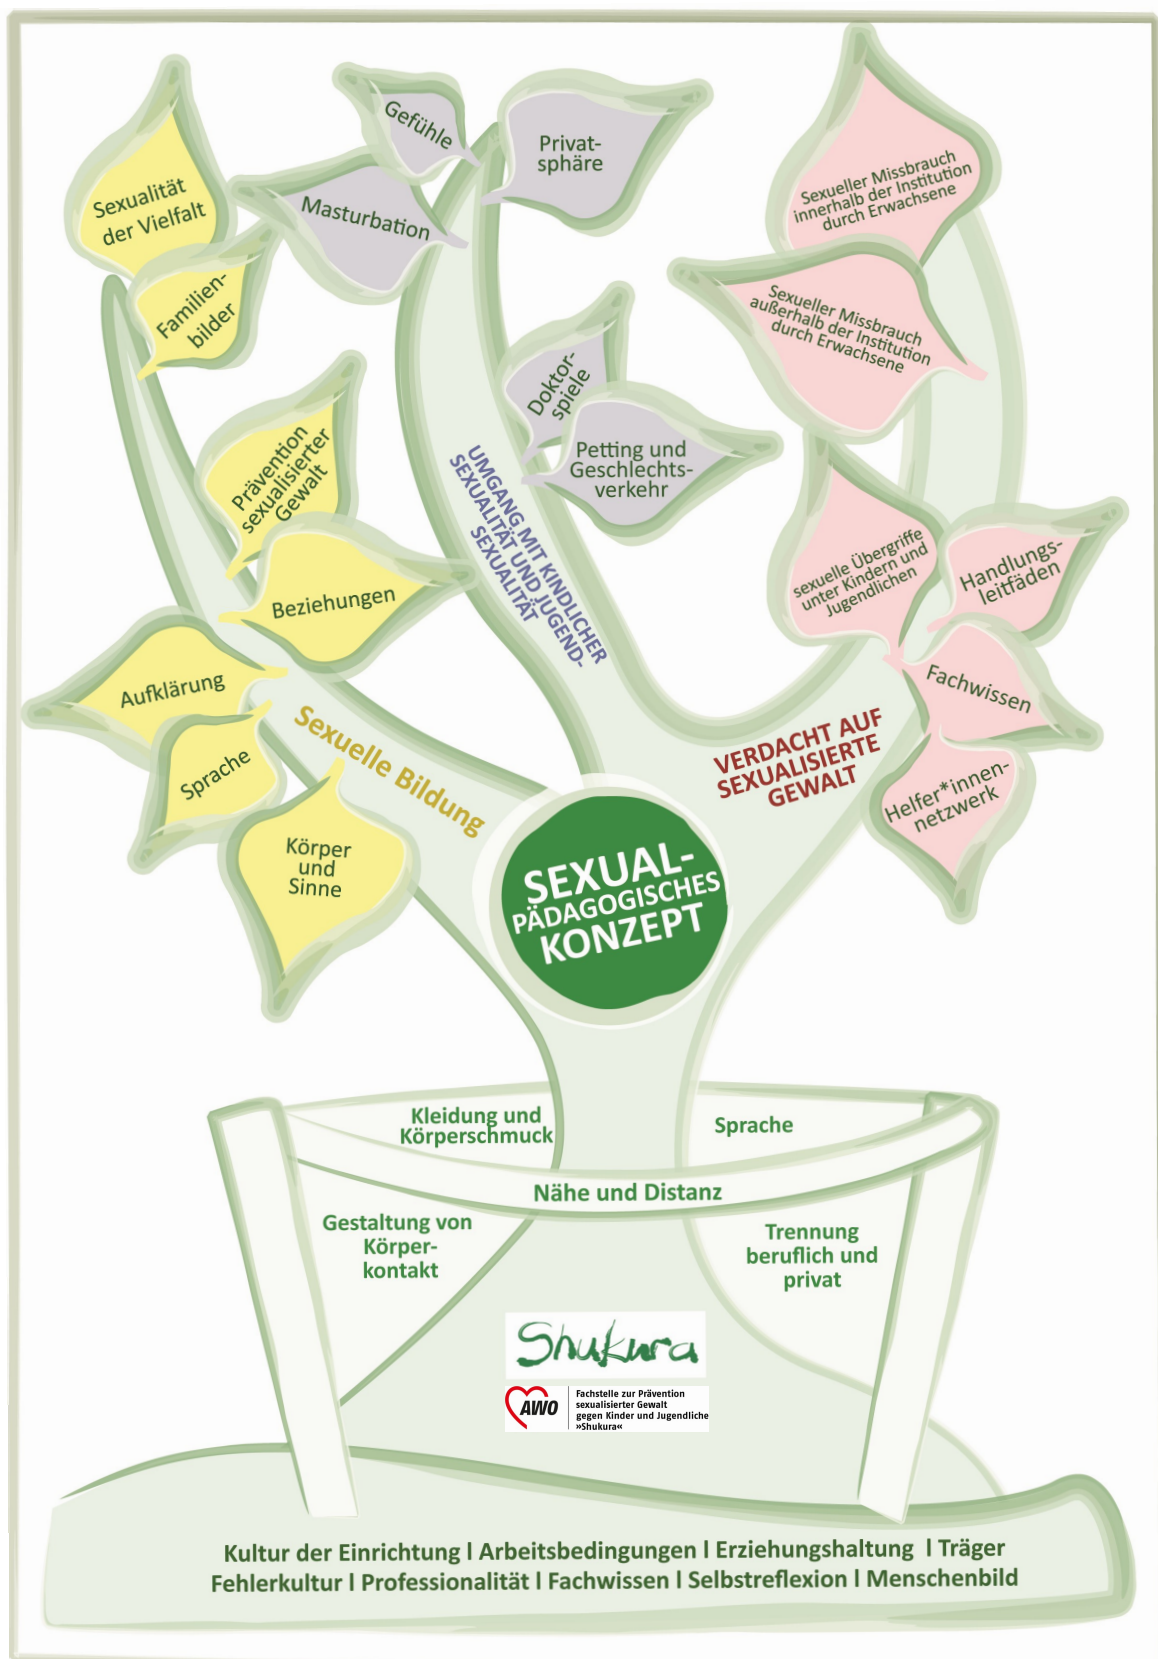 Gefühle
Privat-
sphäre
Masturbation
Sexualität
der Vielfalt
Familien-
bilder
Sexueller Missbrauch
innerhalb der Institution
durch Erwachsene
Sexueller Missbrauch
außerhalb der Institution
durch Erwachsene
Doktor-
spiele
Petting und
Geschlechts-
verkehr
Prävention
sexualisierter
Gewalt
Beziehungen
UMGANG MIT KINDLICHER
SEXUALITÄT UND JUGEND-
SEXUALITÄT
sexuelle Übergriffe
unter Kindern und
Jugendlichen
Handlungs-
leitfäden
Aufklärung
Fachwissen
Sprache
Sexuelle Bildung
VERDACHT AUF
SEXUALISIERTE
GEWALT
Helfer*innen-
netzwerk
Körper
und
Sinne
SEXUAL-
PÄDAGOGISCHES
KONZEPT
Kleidung und
Körperschmuck
Sprache
Nähe und Distanz
Gestaltung von
Körper-
kontakt
Trennung
beruflich und
privat
Shukura
AWO
Fachstelle zur Prävention
sexualisierter Gewalt
gegen Kinder und Jugendliche
»Shukura«
Kultur der Einrichtung l Arbeitsbedingungen l Erziehungshaltung l Träger
Fehlerkultur l Professionalität l Fachwissen l Selbstreflexion l Menschenbild